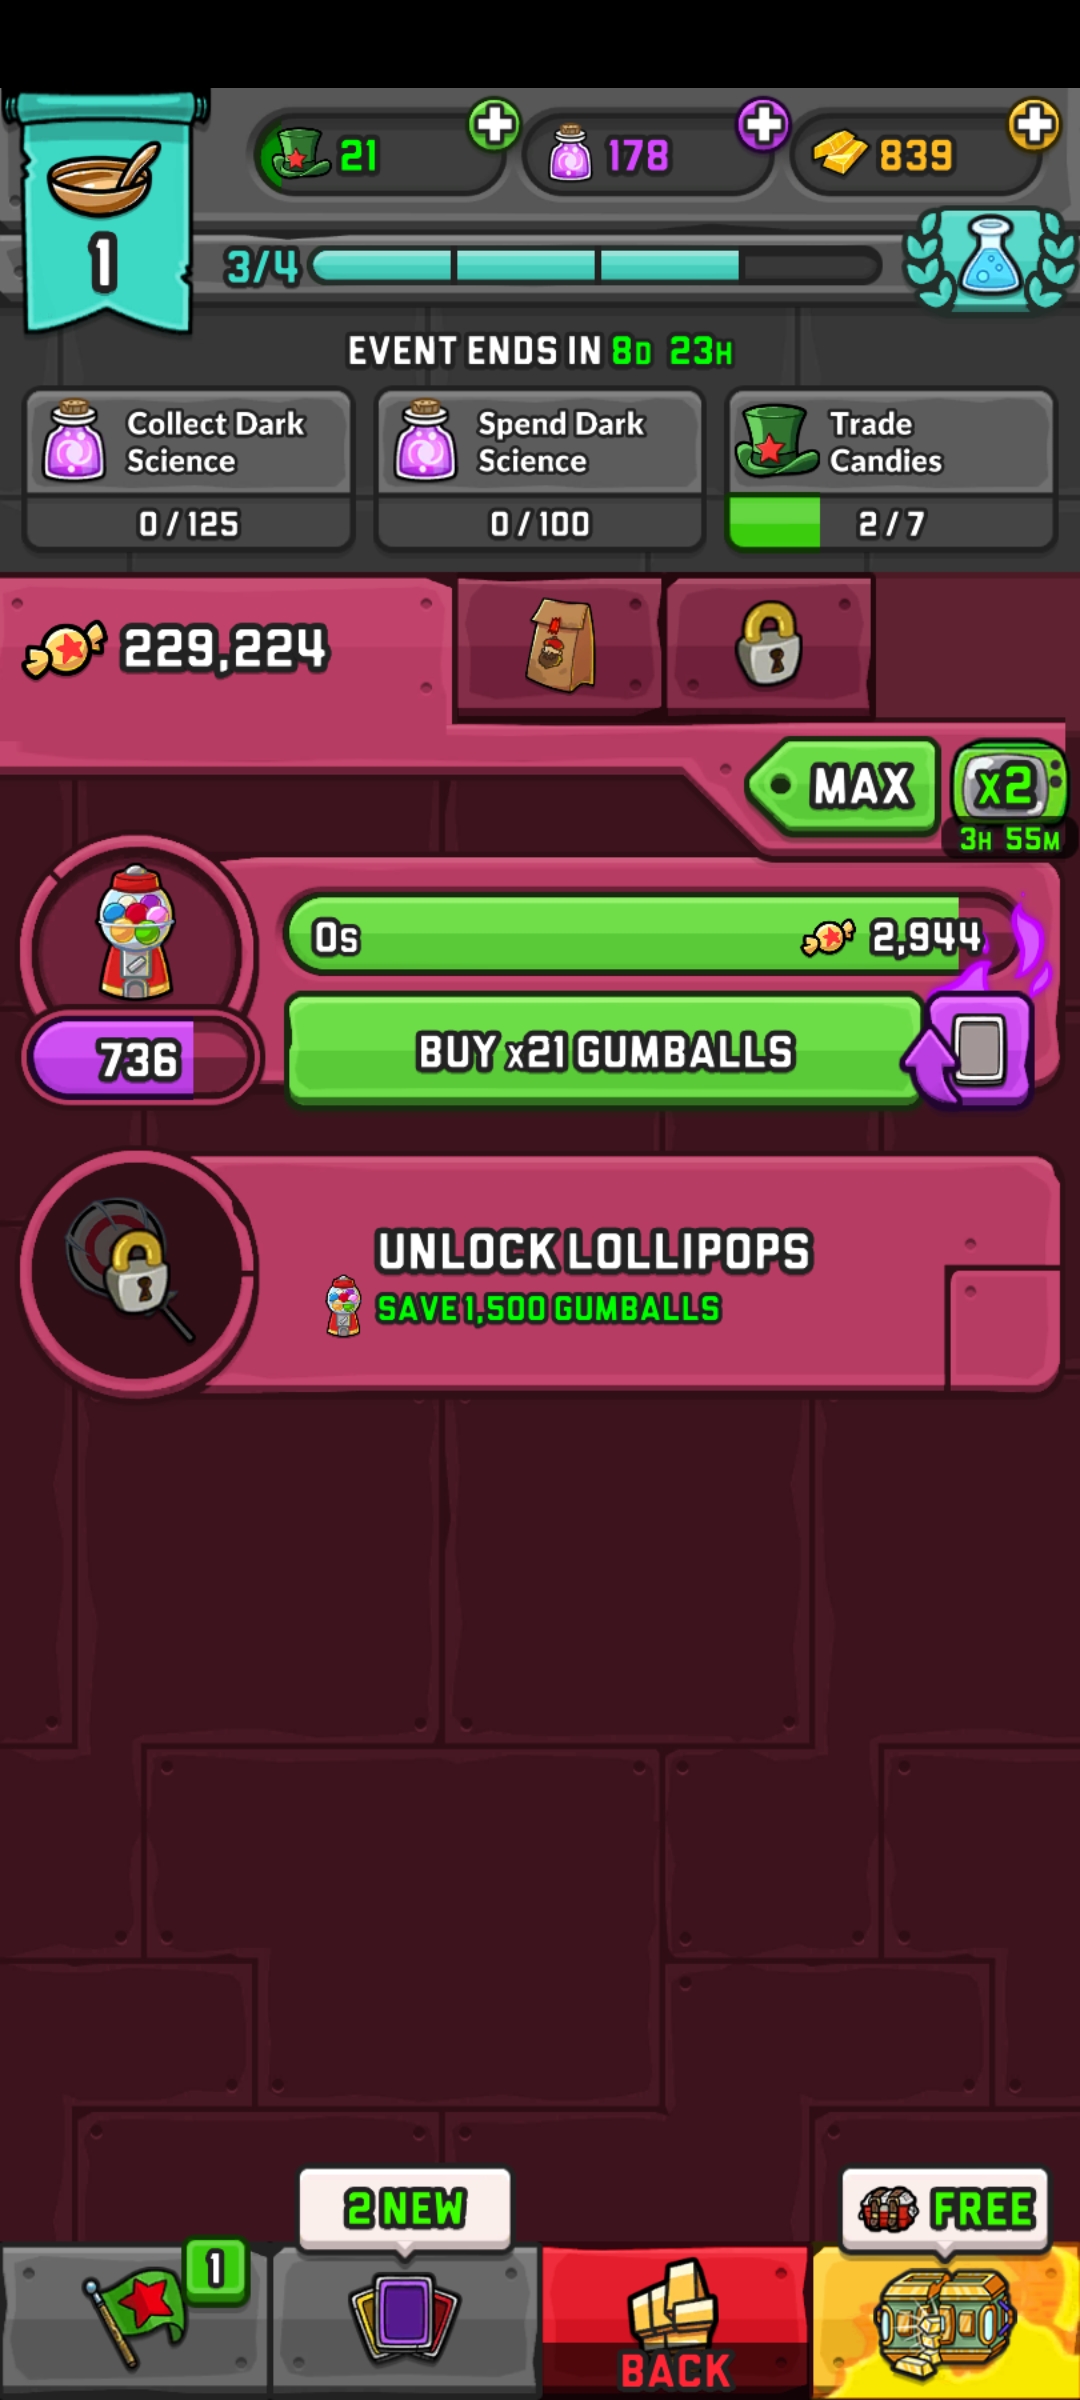 21
178
839
1
3/4
EVENT ENDS IN 8D 23H
Collect Dark
Science
0/125
Spend Dark
Science
0/100
Trade
Candies
2/7
229,224
MAX
x2
3H 55M
0s
2,944
736
BUY x21 GUMBALLS
UNLOCK LOLLIPOPS
SAVE 1,500 GUMBALLS
2 NEW
FREE
1
BACK